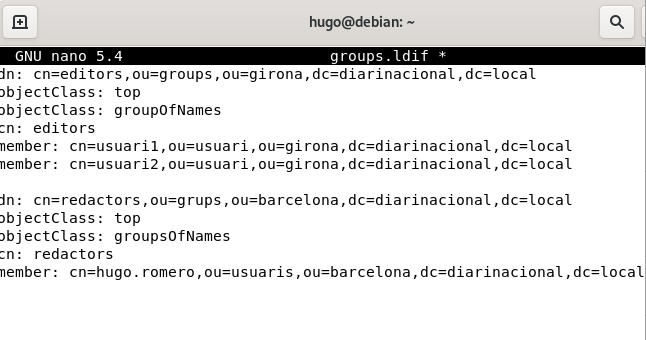 hugo@debian: ~
GNU nano 5.4 groups.ldif *
dn: cn=editors,ou=groups,ou=girona,dc=diarinacional,dc=local
objectClass: top
objectClass: groupOfNames
cn: editors
member: cn=usuari1,ou=usuari,ou=girona,dc=diarinacional,dc=local
member: cn=usuari2,ou=usuari,ou=girona,dc=diarinacional,dc=local
dn: cn=redactors,ou=grups,ou=barcelona,dc=diarinacional,dc=local
objectClass: top
objectClass: groupsOfNames
cn: redactors
member: cn=hugo.romero,ou=usuaris,ou=barcelona,dc=diarinacional,dc=local